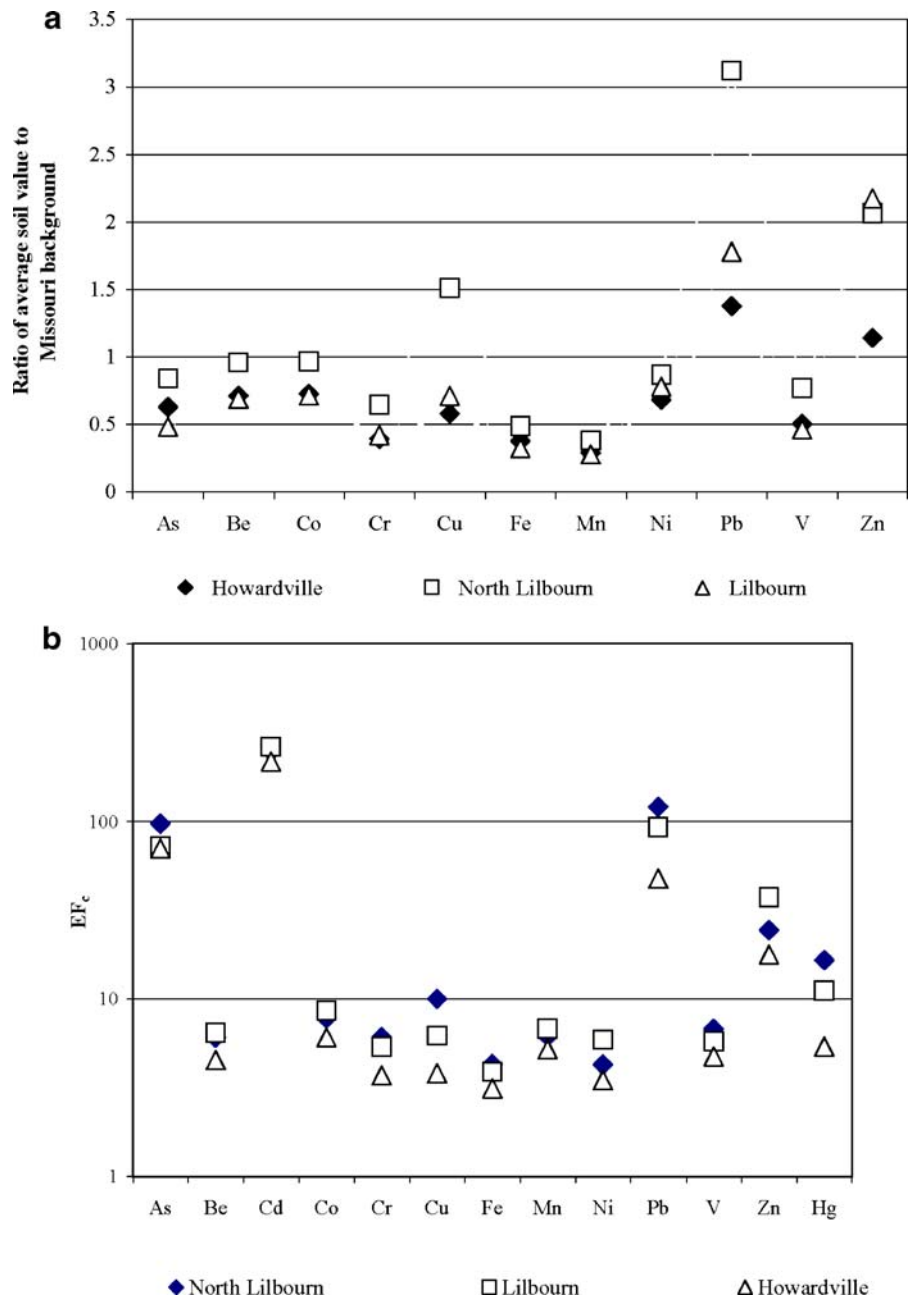 a
3.5
3
2.5
2
1.5
1
0.5
0
Ratio of average soil value to
Missouri background
As Be Co Cr Cu Fe Mn Ni Pb V Zn
Howardville North Lilbourn Lilbourn
b
1000
100
10
1
EFc
As Be Cd Co Cr Cu Fe Mn Ni Pb V Zn Hg
North Lilbourn Lilbourn Howardville